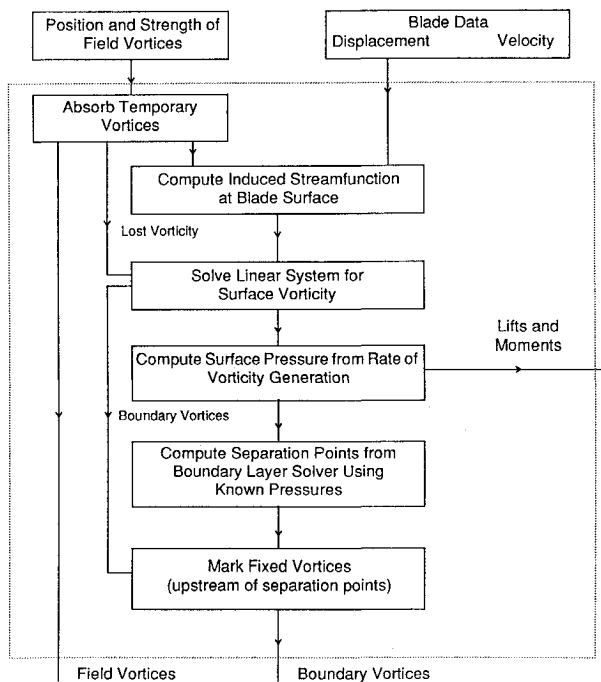 Position and Strength of
Field Vortices
Blade Data
Displacement Velocity
Absorb Temporary
Vortices
Compute Induced Streamfunction
at Blade Surface
Lost Vorticity
Solve Linear System for
Surface Vorticity
Lifts and
Moments
Compute Surface Pressure from Rate of
Vorticity Generation
Boundary Vortices
Compute Separation Points from
Boundary Layer Solver Using
Known Pressures
Mark Fixed Vortices
(upstream of separation points)
Field Vortices
Boundary Vortices